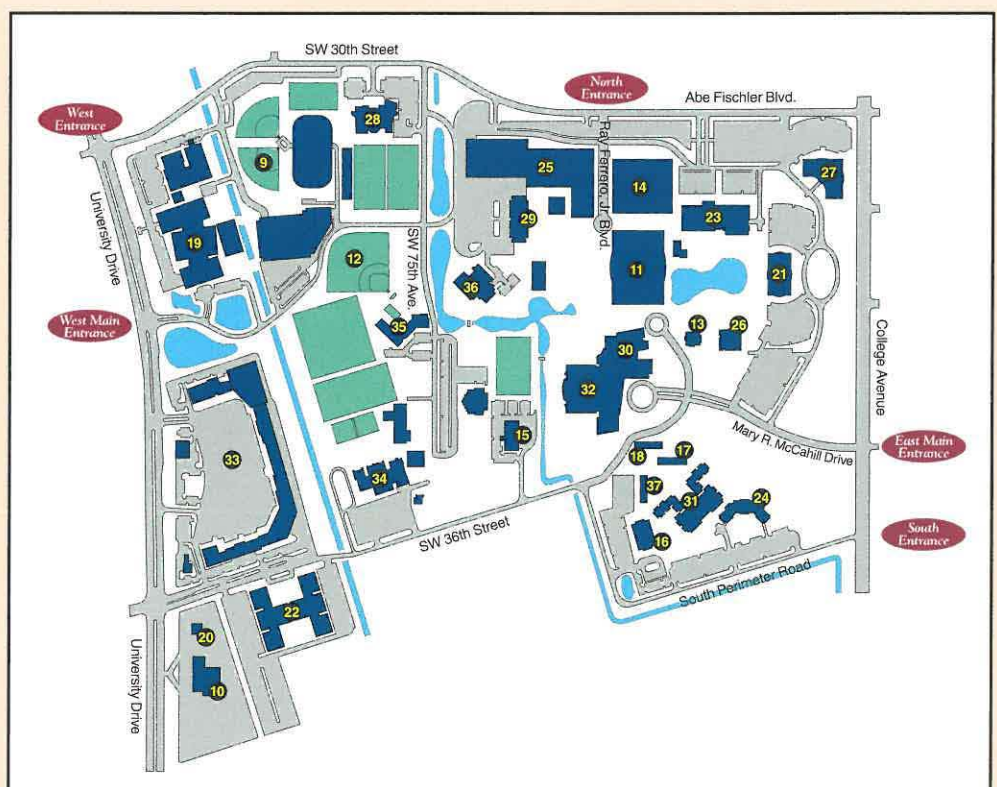 SW 30th Street
North
Entrance
Abe Fischler Blvd.
West
Entrance
28
9
25
Ray Ferrero, Jr. Blvd.
14
27
University Drive
19
29
23
12
SW 75th Ave.
11
21
36
West Main
Entrance
35
13
26
30
College Avenue
32
33
15
Mary R. McCahill Drive
East Main
Entrance
18
17
34
37
31
24
SW 36th Street
16
South
Entrance
South Perimeter Road
22
20
University Drive
10